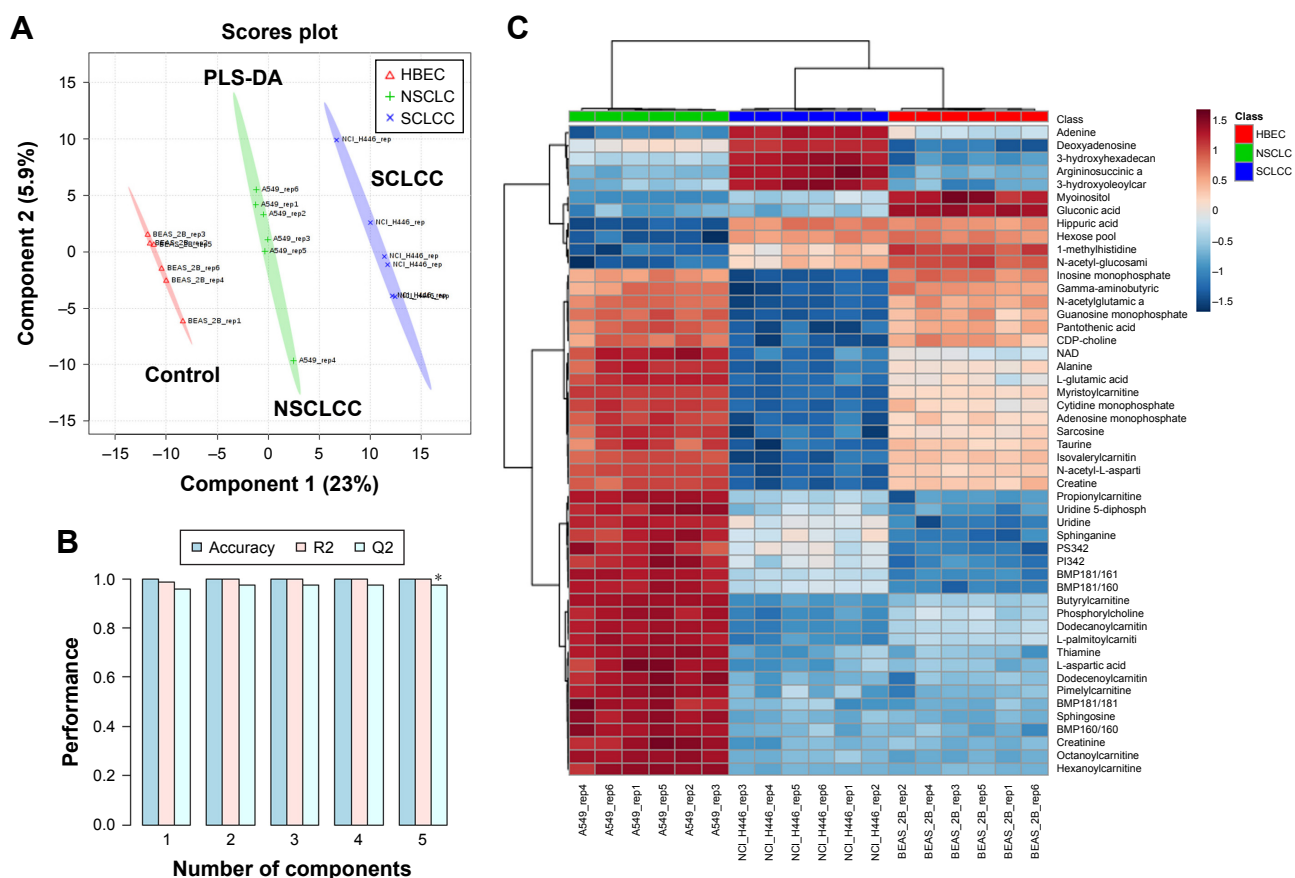 A
Scores plot
PLS-DA
HBEC
NSCLC
SCLCC
15
10
5
0
–5
–10
–15
Component 2 (5.9%)
NCI_H446_rep
SCLCC
A549_rep6
A549_rep1
A549_rep2
NCI_H446_rep
BEAS_2B_rep3
A549_rep3
A549_rep5
NCI_H446_rep
NCI_H446_rep
BEAS_2B_rep6
BEAS_2B_rep4
BEAS_2B_rep1
A549_rep4
Control
NSCLCC
–15
–10
–5
0
5
10
15
Component 1 (23%)
B
Accuracy
R2
Q2
*
1.0
0.8
0.6
0.4
0.2
0.0
Performance
1
2
3
4
5
Number of components
C
Class
Adenine
Deoxyadenosine
3-hydroxyhexadecan
Argininosuccinic a
3-hydroxyoleoylcar
Myoinositol
Gluconic acid
Hippuric acid
Hexose pool
1-methylhistidine
N-acetyl-glucosami
Inosine monophosphate
Gamma-aminobutyric
N-acetylglutamic a
Guanosine monophosphate
Pantothenic acid
CDP-choline
NAD
Alanine
L-glutamic acid
Myristoylcarnitine
Cytidine monophosphate
Adenosine monophosphate
Sarcosine
Taurine
Isovalerylcarnitin
N-acetyl-L-asparti
Creatine
Propionylcarnitine
Uridine 5-diphosph
Uridine
Sphinganine
PS342
PI342
BMP181/161
BMP181/160
Butyrylcarnitine
Phosphorylcholine
Dodecanoylcarnitin
L-palmitoylcarniti
Thiamine
L-aspartic acid
Dodecenoylcarnitin
Pimelylcarnitine
BMP181/181
Sphingosine
BMP160/160
Creatinine
Octanoylcarnitine
Hexanoylcarnitine
A549_rep4
A549_rep6
A549_rep1
A549_rep5
A549_rep2
A549_rep3
NCI_H446_rep3
NCI_H446_rep4
NCI_H446_rep5
NCI_H446_rep6
NCI_H446_rep1
NCI_H446_rep2
BEAS_2B_rep2
BEAS_2B_rep4
BEAS_2B_rep3
BEAS_2B_rep5
BEAS_2B_rep1
BEAS_2B_rep6
1.5
1
0.5
0
–0.5
–1
–1.5
Class
HBEC
NSCLC
SCLCC